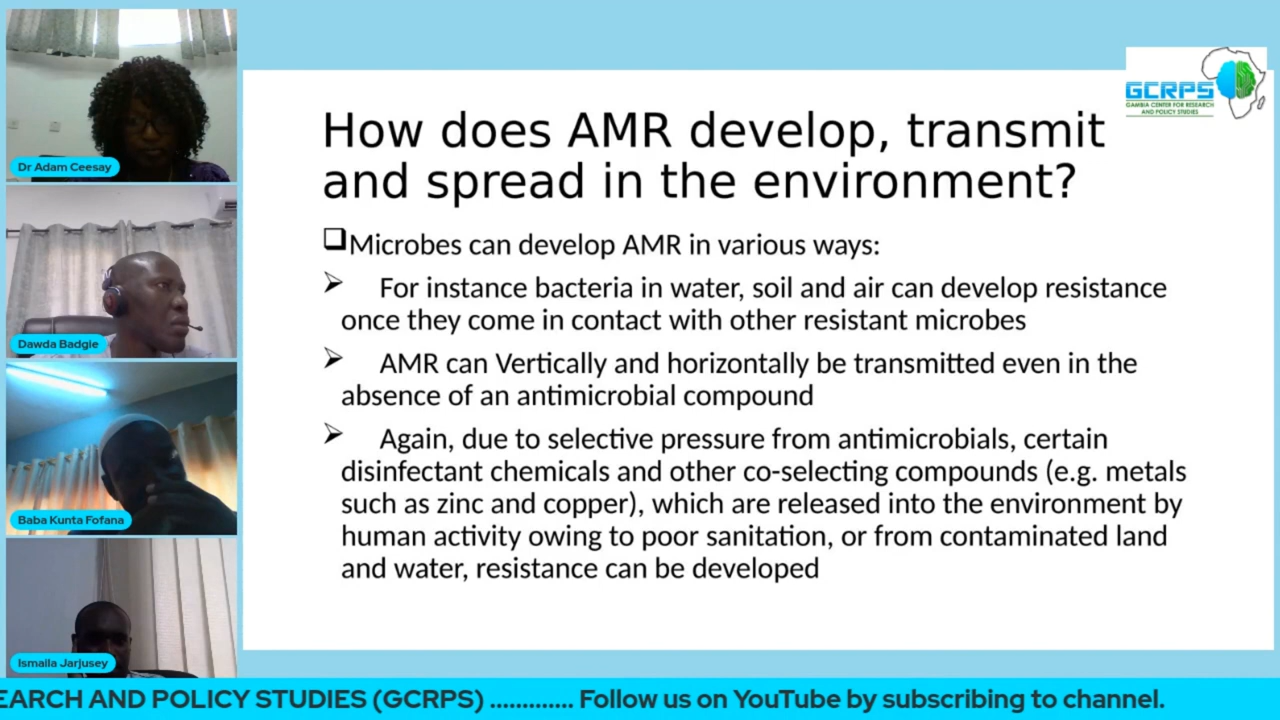 Dr Adam Ceesay
Dawda Badgie
Baba Kunta Fofana
Ismaila Jarjusey
GCRPS
GAMBIA CENTER FOR RESEARCH
AND POLICY STUDIES
How does AMR develop, transmit
and spread in the environment?
❑Microbes can develop AMR in various ways:
➢ For instance bacteria in water, soil and air can develop resistance
once they come in contact with other resistant microbes
➢ AMR can Vertically and horizontally be transmitted even in the
absence of an antimicrobial compound
➢ Again, due to selective pressure from antimicrobials, certain
disinfectant chemicals and other co-selecting compounds (e.g. metals
such as zinc and copper), which are released into the environment by
human activity owing to poor sanitation, or from contaminated land
and water, resistance can be developed
EARCH AND POLICY STUDIES (GCRPS) ............. Follow us on YouTube by subscribing to channel.